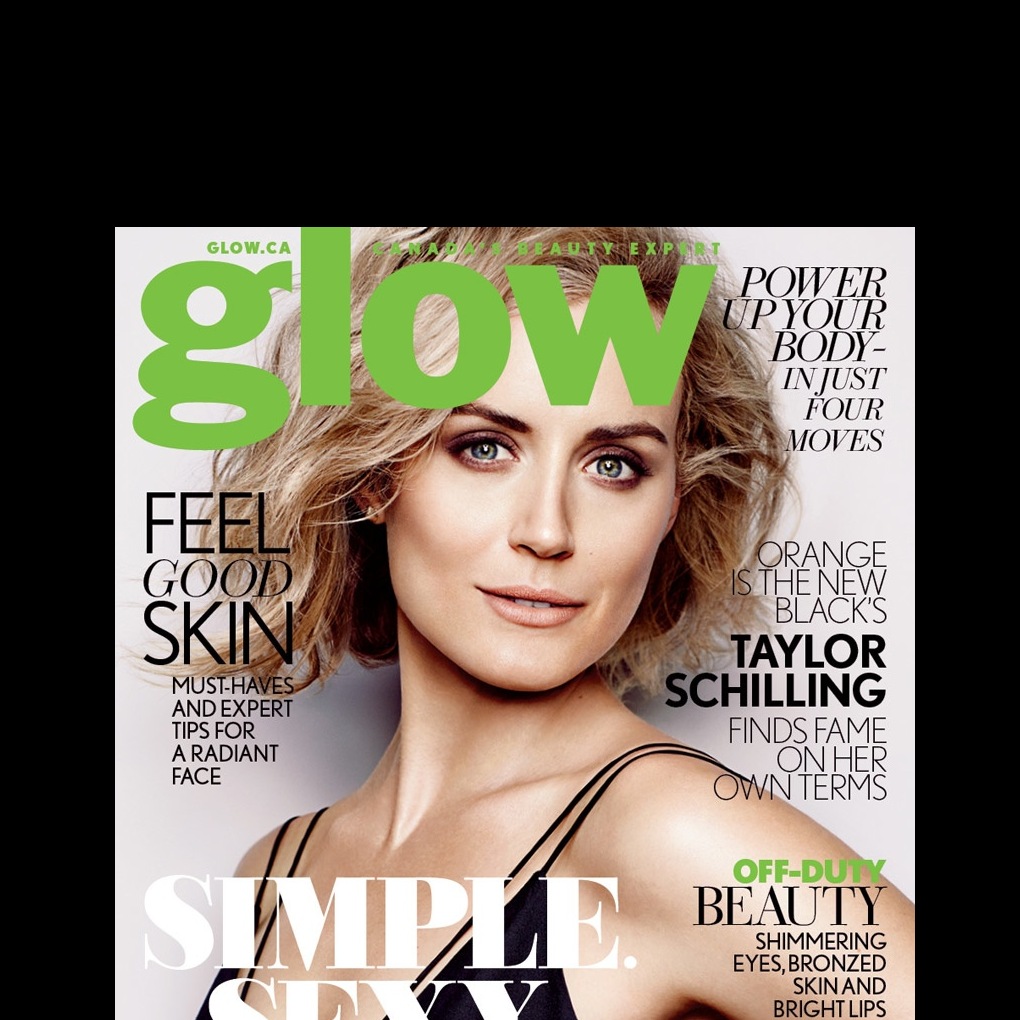 GLOW.CA
CANADA'S BEAUTY EXPERT
glow
POWER
UP YOUR
BODY-
IN JUST
FOUR
MOVES
FEEL
GOOD
SKIN
MUST-HAVES
AND EXPERT
TIPS FOR
A RADIANT
FACE
ORANGE
IS THE NEW
BLACK'S
TAYLOR
SCHILLING
FINDS FAME
ON HER
OWN TERMS
OFF-DUTY
BEAUTY
SHIMMERING
EYES, BRONZED
SKIN AND
BRIGHT LIPS
SIMPLE.
SEXY